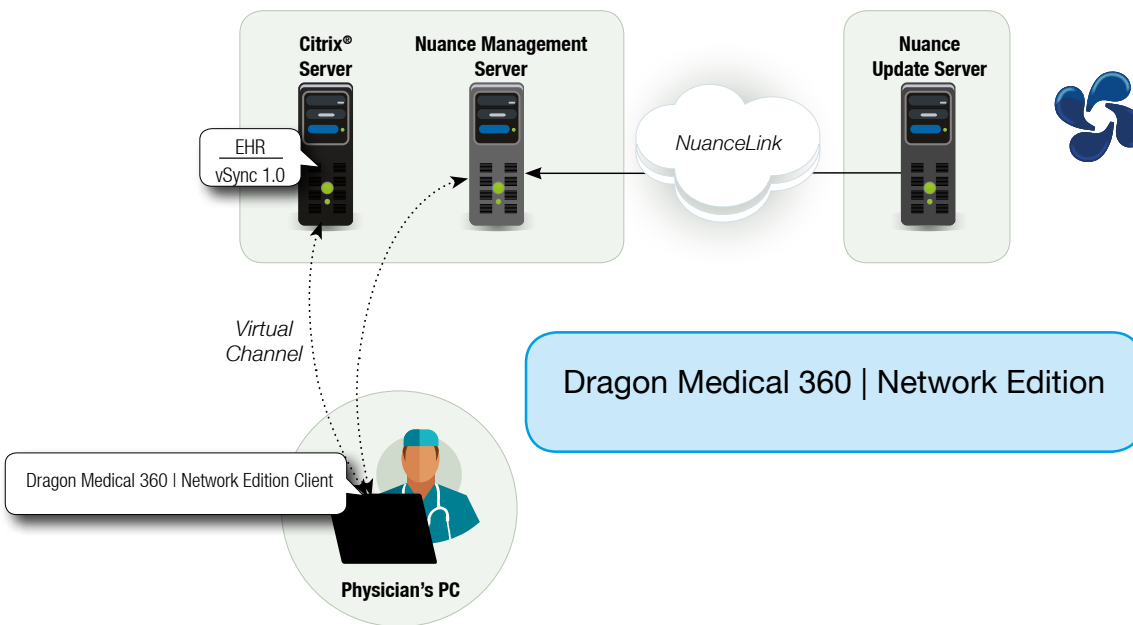 Citrix®
Server
Nuance Management
Server
Nuance
Update Server
EHR
vSync 1.0
NuanceLink
Virtual
Channel
Dragon Medical 360 | Network Edition
Dragon Medical 360 | Network Edition Client
Physician's PC